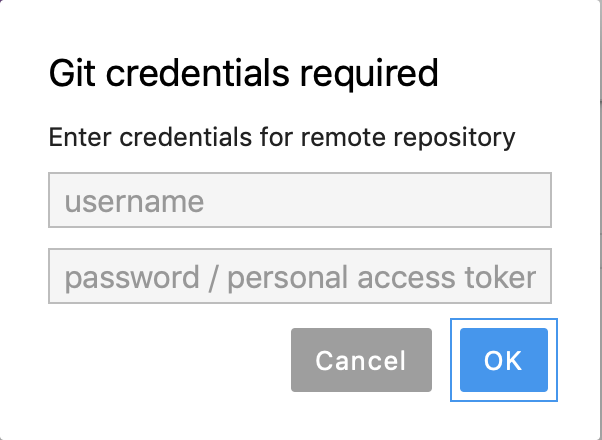 Git credentials required
Enter credentials for remote repository
username
password / personal access toker
Cancel
OK